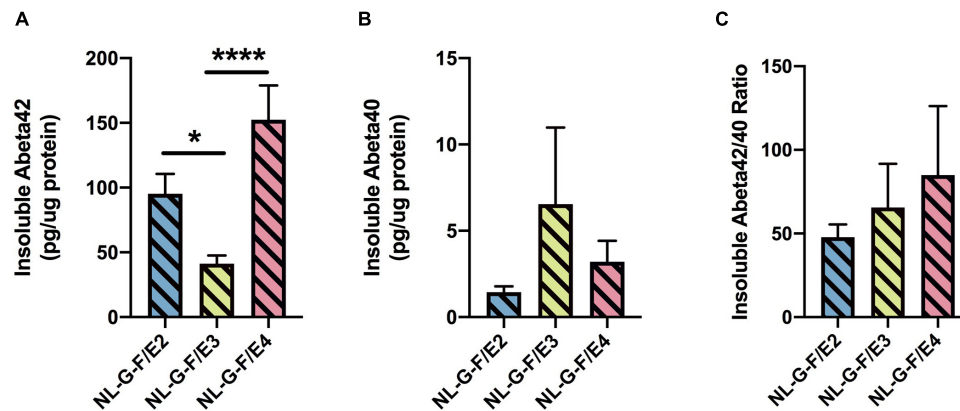 A
Insoluble Abeta42
(pg/ug protein)
200
150
100
50
0
*
****
NL-G-F/E2
NL-G-F/E3
NL-G-F/E4
B
Insoluble Abeta40
(pg/ug protein)
15
10
5
0
NL-G-F/E2
NL-G-F/E3
NL-G-F/E4
C
Insoluble Abeta42/40 Ratio
150
100
50
0
NL-G-F/E2
NL-G-F/E3
NL-G-F/E4